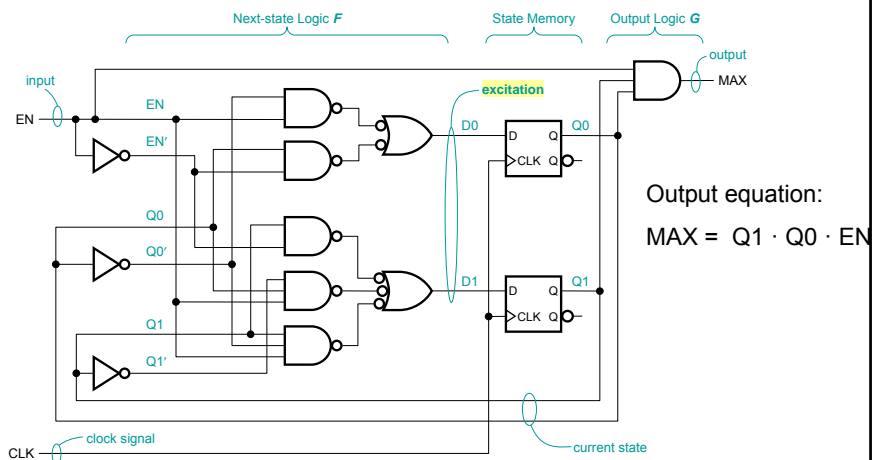 Next-state Logic F
State Memory
Output Logic G
input
output
EN
EN
EN′
excitation
MAX
D0
D Q
CLK Q
Q0
Q0
Q0′
Output equation:
MAX = Q1 · Q0 · EN
D1
D Q
CLK Q
Q1
Q1
Q1′
clock signal
current state
CLK